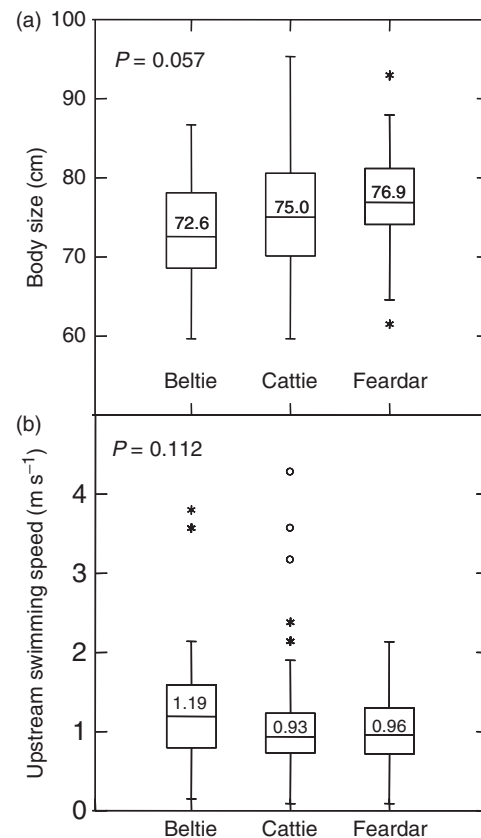 (a)
100
P = 0.057
90
80
70
60
Body size (cm)
72.6
75.0
76.9
Beltie Cattie Feardar
(b)
P = 0.112
4
3
2
1
0
Upstream swimming speed (m s⁻¹)
1.19
0.93
0.96
Beltie Cattie Feardar